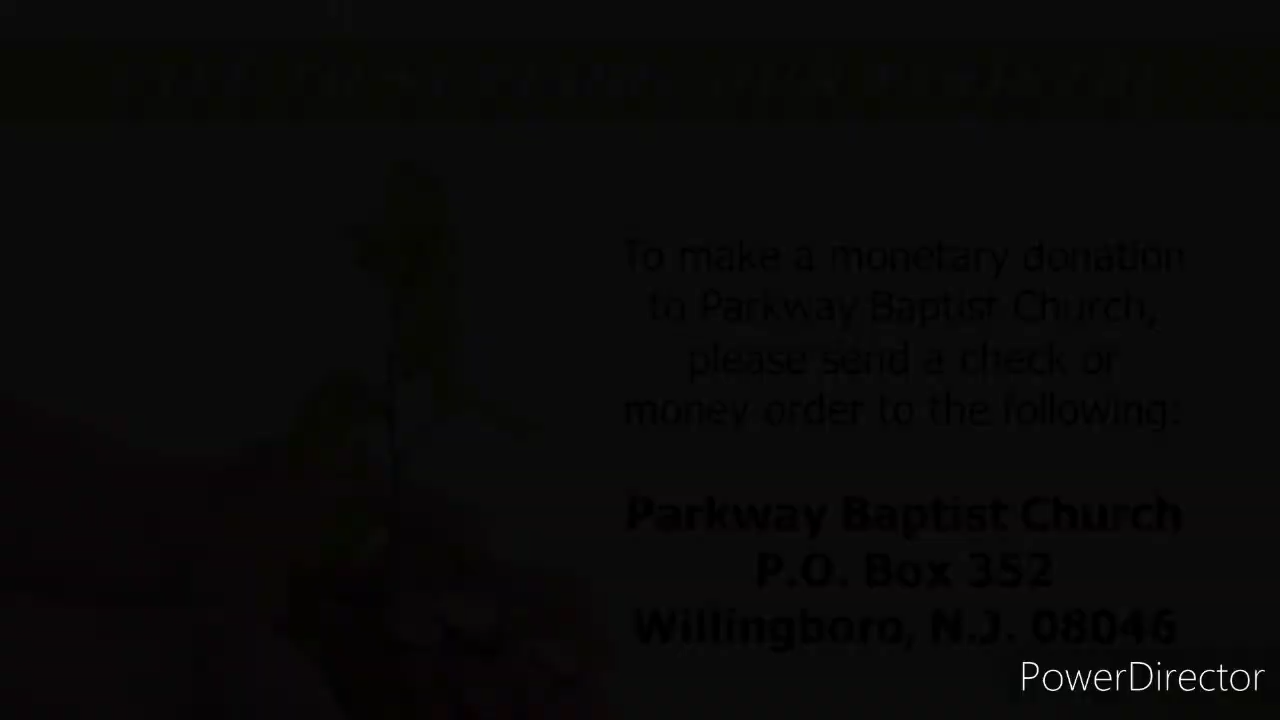 To make a monetary donation
to Parkway Baptist Church,
please send a check or
money order to the following:
Parkway Baptist Church
P.O. Box 352
Willingboro, N.J. 08046
PowerDirector